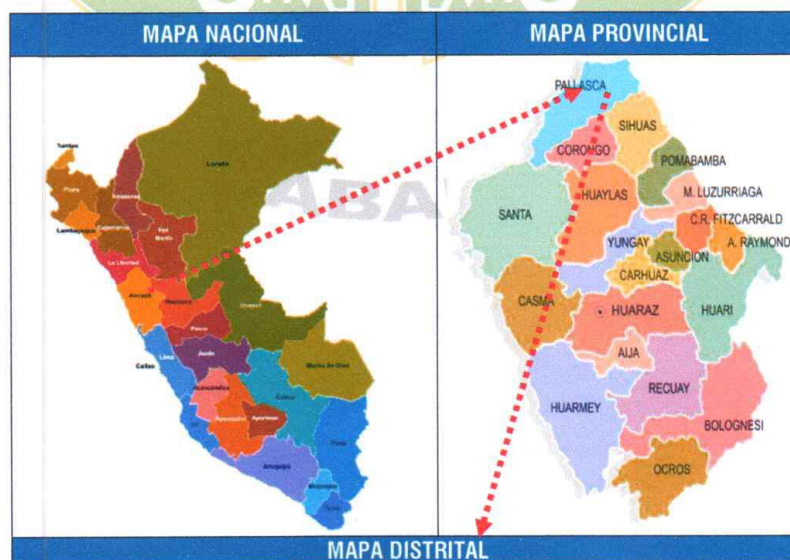 MAPA NACIONAL
MAPA PROVINCIAL
Tumbes
Piura
Lambayeque
Cajamarca
Amazonas
Loreto
San Martín
La Libertad
Ancash
Huánuco
Ucayali
Pasco
Lima
Callao
Junín
Madre de Dios
Huancavelica
Cusco
Ayacucho
Apurímac
Ica
Puno
Arequipa
Moquegua
Tacna
PALLASCA
SIHUAS
CORONGO
POMABAMBA
HUAYLAS
M. LUZURRIAGA
SANTA
C.R. FITZCARRALD
YUNGAY
A. RAYMOND
ASUNCION
CARHUAZ
CASMA
HUARI
HUARAZ
AIJA
RECUAY
HUARMEY
BOLOGNESI
OCROS
MAPA DISTRITAL